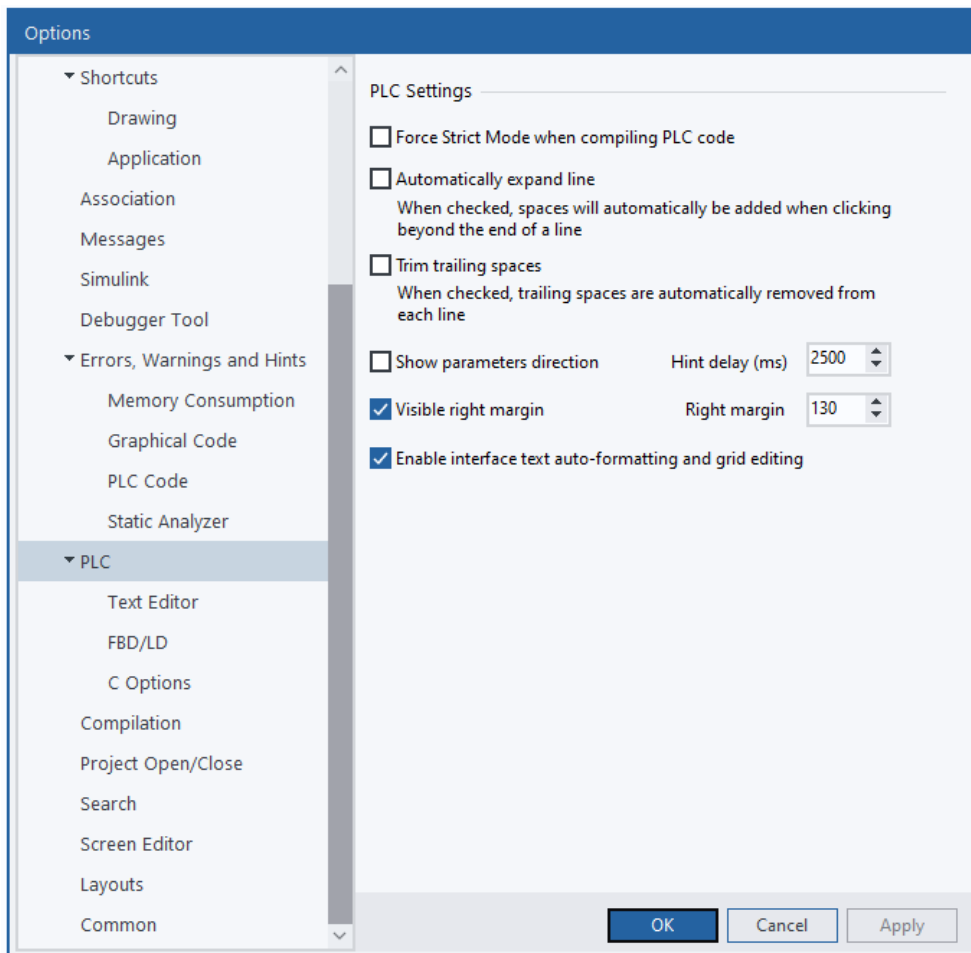 Options
Shortcuts
Drawing
Application
Association
Messages
Simulink
Debugger Tool
Errors, Warnings and Hints
Memory Consumption
Graphical Code
PLC Code
Static Analyzer
PLC
Text Editor
FBD/LD
C Options
Compilation
Project Open/Close
Search
Screen Editor
Layouts
Common
PLC Settings
Force Strict Mode when compiling PLC code
Automatically expand line
When checked, spaces will automatically be added when clicking
beyond the end of a line
Trim trailing spaces
When checked, trailing spaces are automatically removed from
each line
Show parameters direction Hint delay (ms) 2500
Visible right margin Right margin 130
Enable interface text auto-formatting and grid editing
OK Cancel Apply